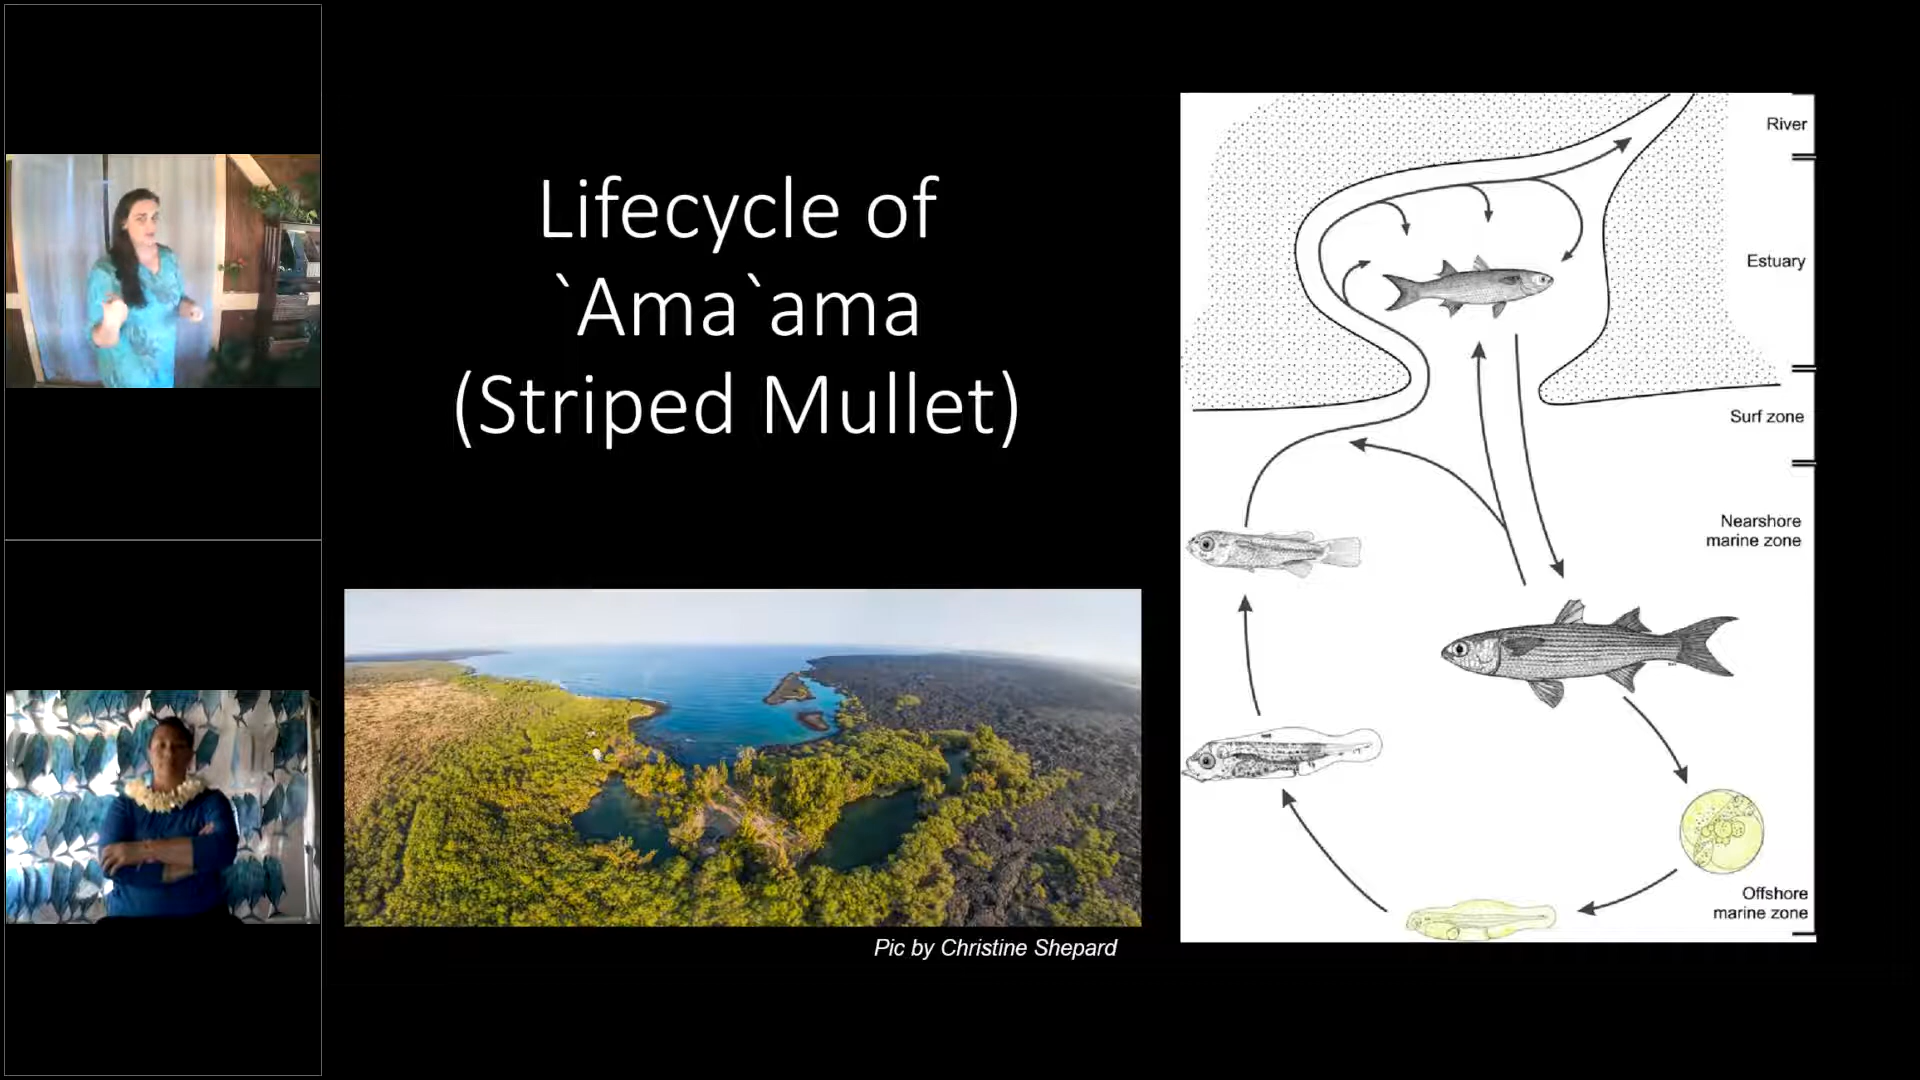 Lifecycle of
`Ama`ama
(Striped Mullet)
Pic by Christine Shepard
River
Estuary
Surf zone
Nearshore
marine zone
Offshore
marine zone